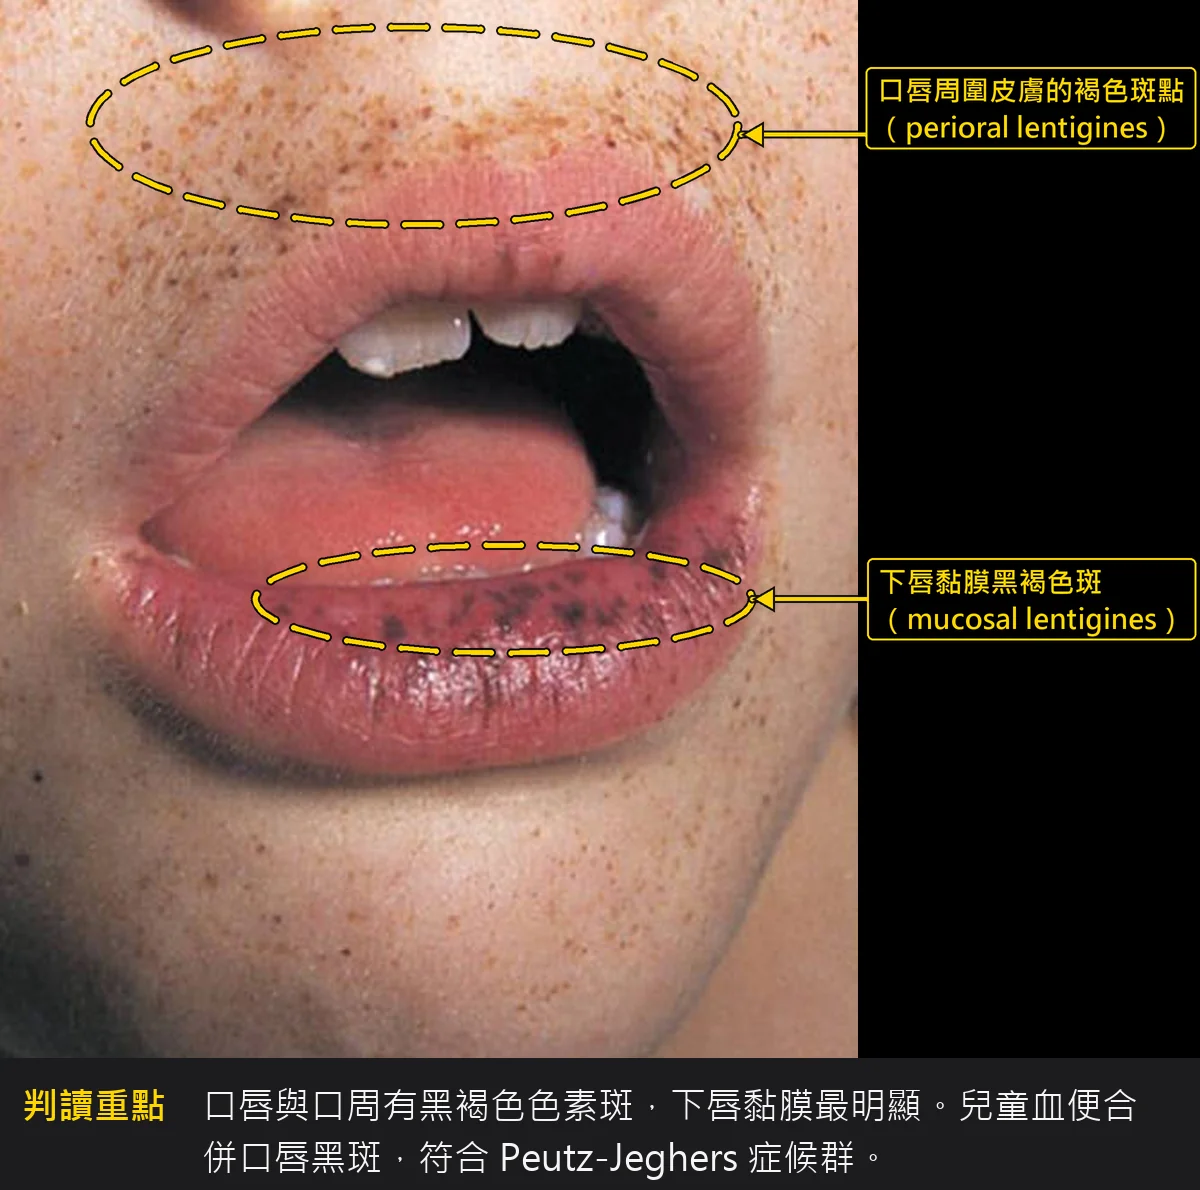 口唇周圍皮膚的褐色斑點
（perioral lentigines）
下唇黏膜黑褐色斑
（mucosal lentigines）
判讀重點 口唇與口周有黑褐色色素斑，下唇黏膜最明顯。兒童血便合
併口唇黑斑，符合 Peutz-Jeghers 症候群。